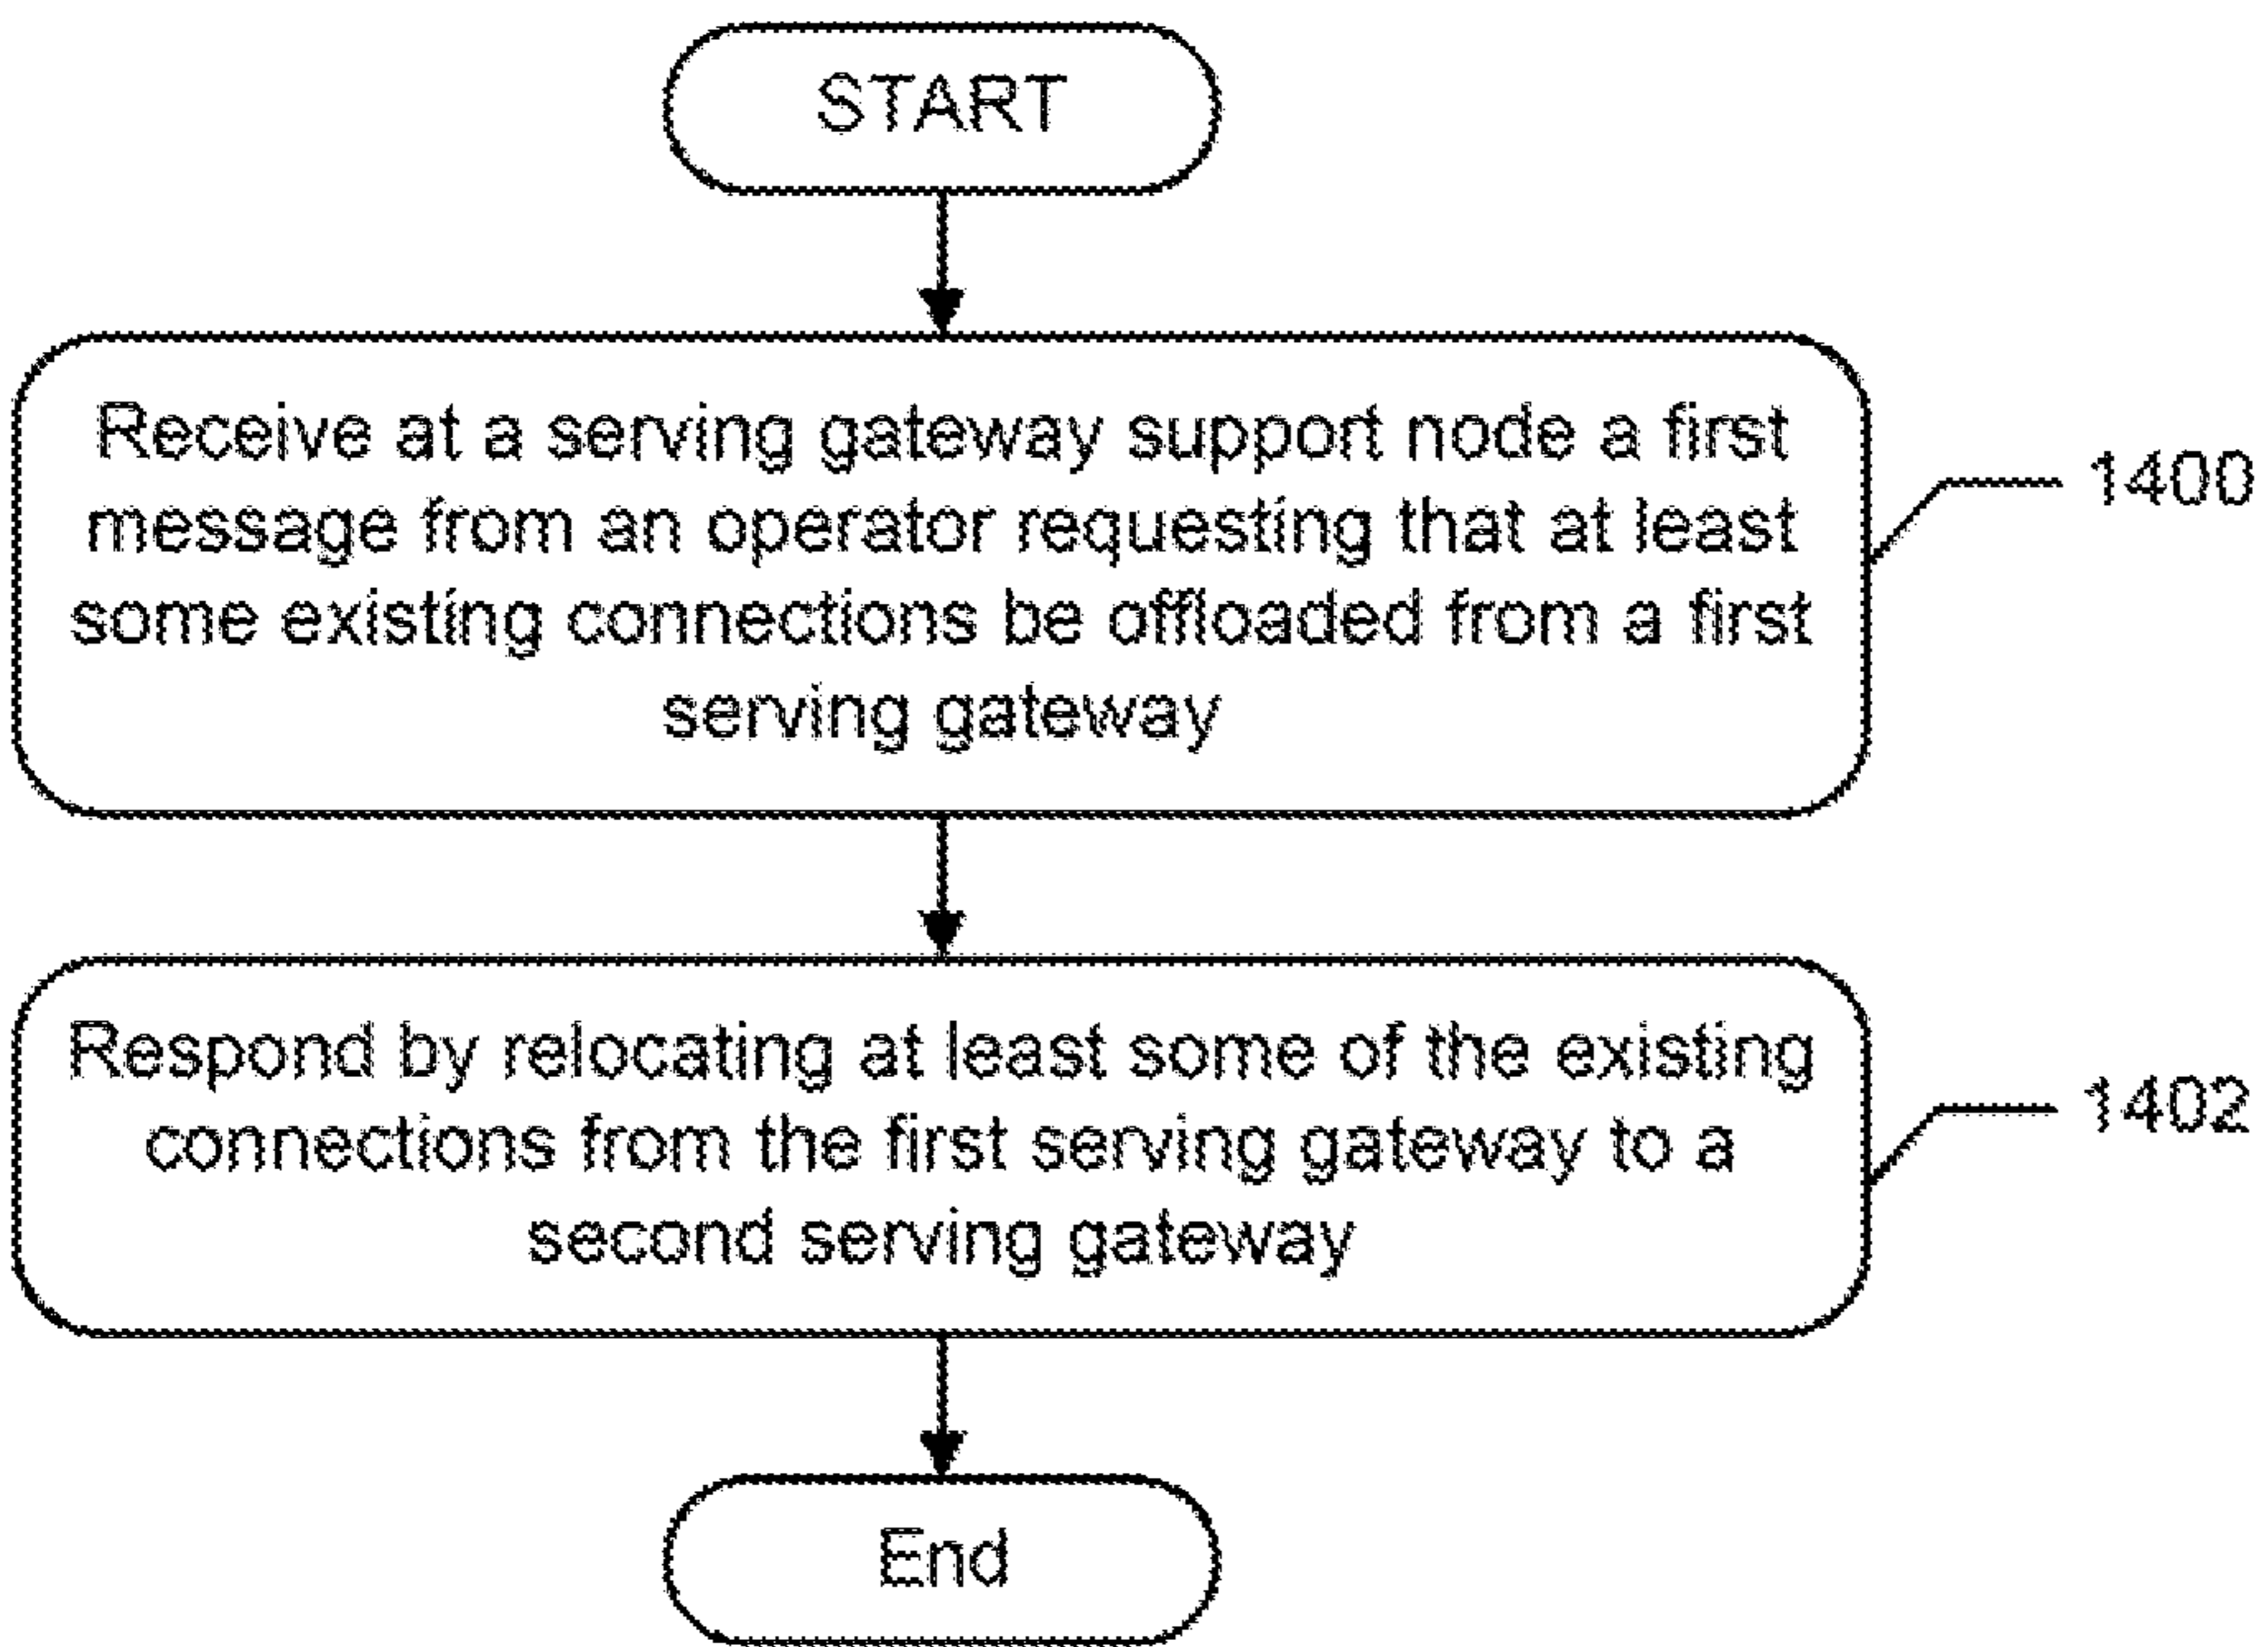 START
Receive at a serving gateway support node a first
message from an operator requesting that at least
some existing connections be offloaded from a first
serving gateway
1400
Respond by relocating at least some of the existing
connections from the first serving gateway to a
second serving gateway
1402
End